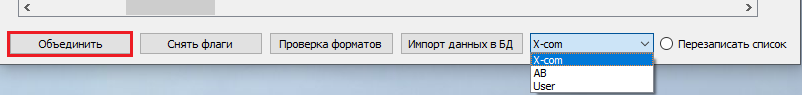 Объединить Снять флаги Проверка форматов Импорт данных в БД X-com Перезаписать список
X-com
AB
User